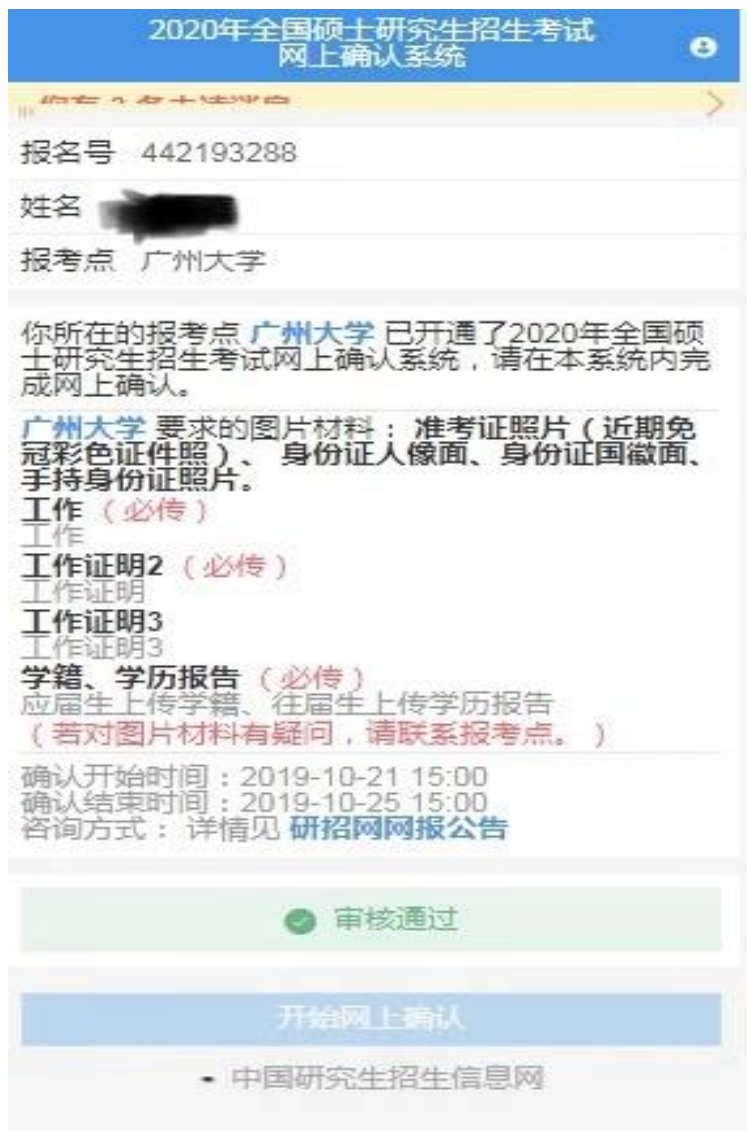 2020年全国硕士研究生招生考试
网上确认系统
报名号 442193288
姓名
报考点 广州大学
你所在的报考点 广州大学 已开通了2020年全国硕
士研究生招生考试网上确认系统，请在本系统内完
成网上确认。
广州大学 要求的图片材料： 准考证照片（近期免
冠彩色证件照）、 身份证人像面、身份证国徽面、
手持身份证照片。
工作 （必传）
工作
工作证明2 （必传）
工作证明
工作证明3
工作证明3
学籍、学历报告 （必传）
应届生上传学籍、往届生上传学历报告
（若对图片材料有疑问，请联系报考点。 ）
确认开始时间：2019-10-21 15:00
确认结束时间：2019-10-25 15:00
咨询方式： 详情见 研招网网报公告
审核通过
开始网上确认
- 中国研究生招生信息网